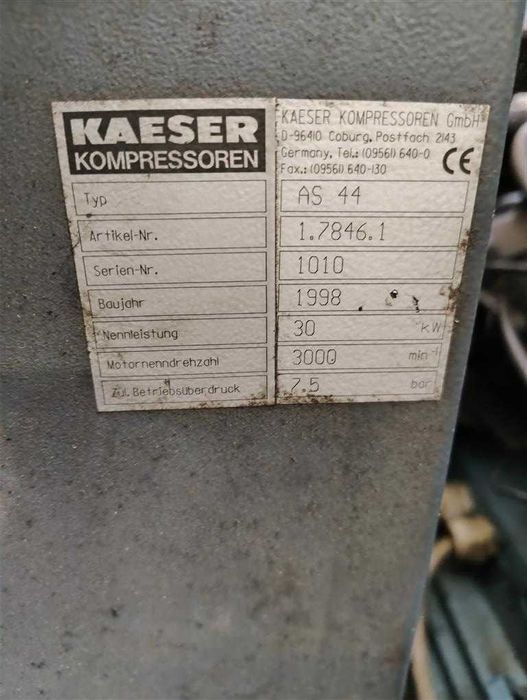 KAESER
KOMPRESSOREN
KAESER KOMPRESSOREN GmbH
D-96410 Coburg, Postfach 2143
Germany, Tel.: (09561) 640-0
Fax.: (09561) 640-130
CE
Typ AS 44
Artikel-Nr. 1.7846.1
Serien-Nr. 1010
Baujahr 1998
Nennleistung 30 kW
Motornenndrehzahl 3000 min⁻¹
Zul. Betriebsüberdruck 7.5 bar